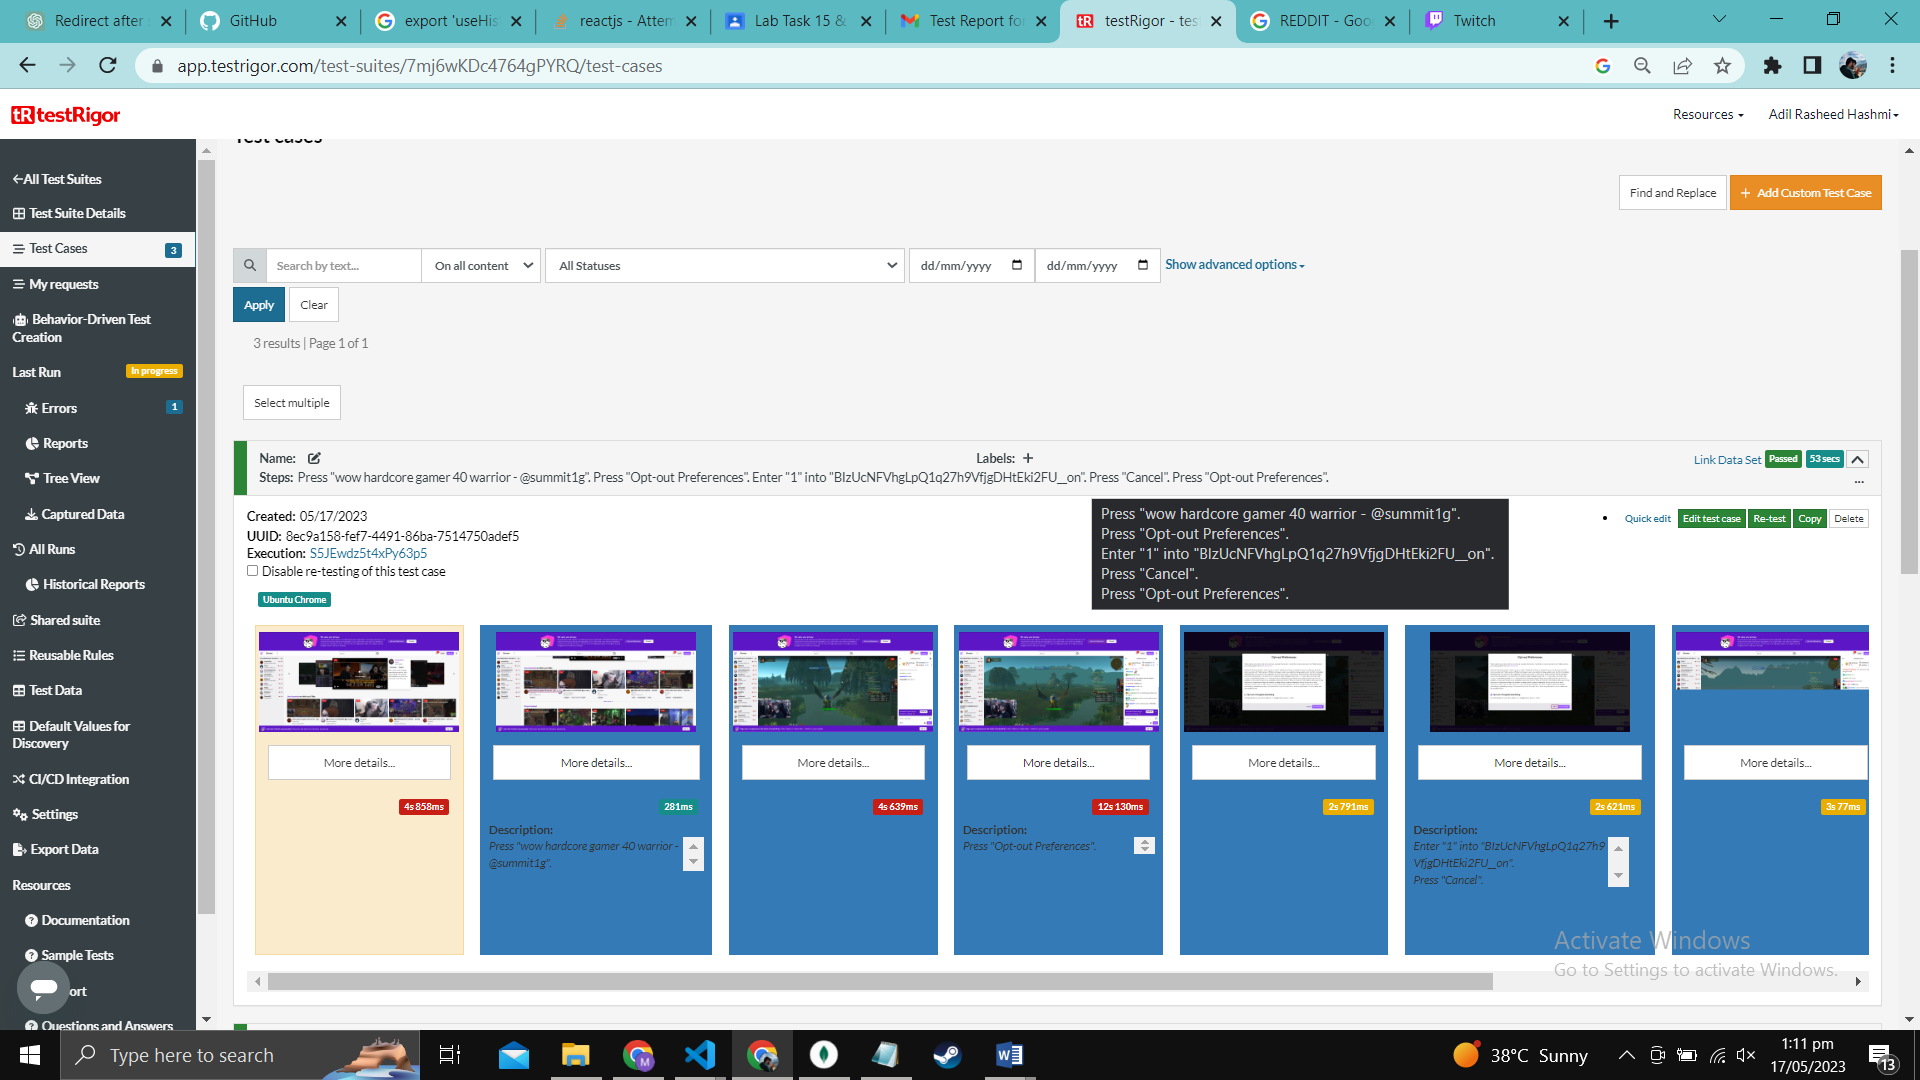 Redirect after
GitHub
export 'useHis
reactjs - Attem
Lab Task 15 &
Test Report fo
testRigor - tes
REDDIT - Goo
Twitch
app.testrigor.com/test-suites/7mj6wKDc4764gPYRQ/test-cases
tR testRigor
Resources
Adil Rasheed Hashmi
Test cases
All Test Suites
Test Suite Details
Test Cases 3
My requests
Behavior-Driven Test
Creation
Last Run In progress
Errors 1
Reports
Tree View
Captured Data
All Runs
Historical Reports
Shared suite
Reusable Rules
Test Data
Default Values for
Discovery
CI/CD Integration
Settings
Export Data
Resources
Documentation
Sample Tests
ort
Questions and Answers
Find and Replace
+ Add Custom Test Case
Search by text...
On all content
All Statuses
dd/mm/yyyy
dd/mm/yyyy
Show advanced options
Apply
Clear
3 results | Page 1 of 1
Select multiple
Name:
Labels: +
Link Data Set Passed 53 secs
Steps: Press "wow hardcore gamer 40 warrior - @summit1g". Press "Opt-out Preferences". Enter "1" into "BIzUcNFVhgLpQ1q27h9VfjgDHtEki2FU__on". Press "Cancel". Press "Opt-out Preferences".
...
Created: 05/17/2023
UUID: 8ec9a158-fef7-4491-86ba-7514750adef5
Execution: S5JEwdz5t4xPy63p5
Disable re-testing of this test case
Ubuntu Chrome
Press "wow hardcore gamer 40 warrior - @summit1g".
Press "Opt-out Preferences".
Enter "1" into "BIzUcNFVhgLpQ1q27h9VfjgDHtEki2FU__on".
Press "Cancel".
Press "Opt-out Preferences".
Quick edit Edit test case Re-test Copy Delete
More details...
4s 858ms
More details...
281ms
Description:
Press "wow hardcore gamer 40 warrior -
@summit1g".
More details...
4s 639ms
More details...
12s 130ms
Description:
Press "Opt-out Preferences".
More details...
2s 791ms
More details...
2s 621ms
Description:
Enter "1" into "BIzUcNFVhgLpQ1q27h9
VfjgDHtEki2FU__on".
Press "Cancel".
More details...
3s 77ms
Activate Windows
Go to Settings to activate Windows.
Type here to search
M
38°C Sunny
1:11 pm
17/05/2023
13